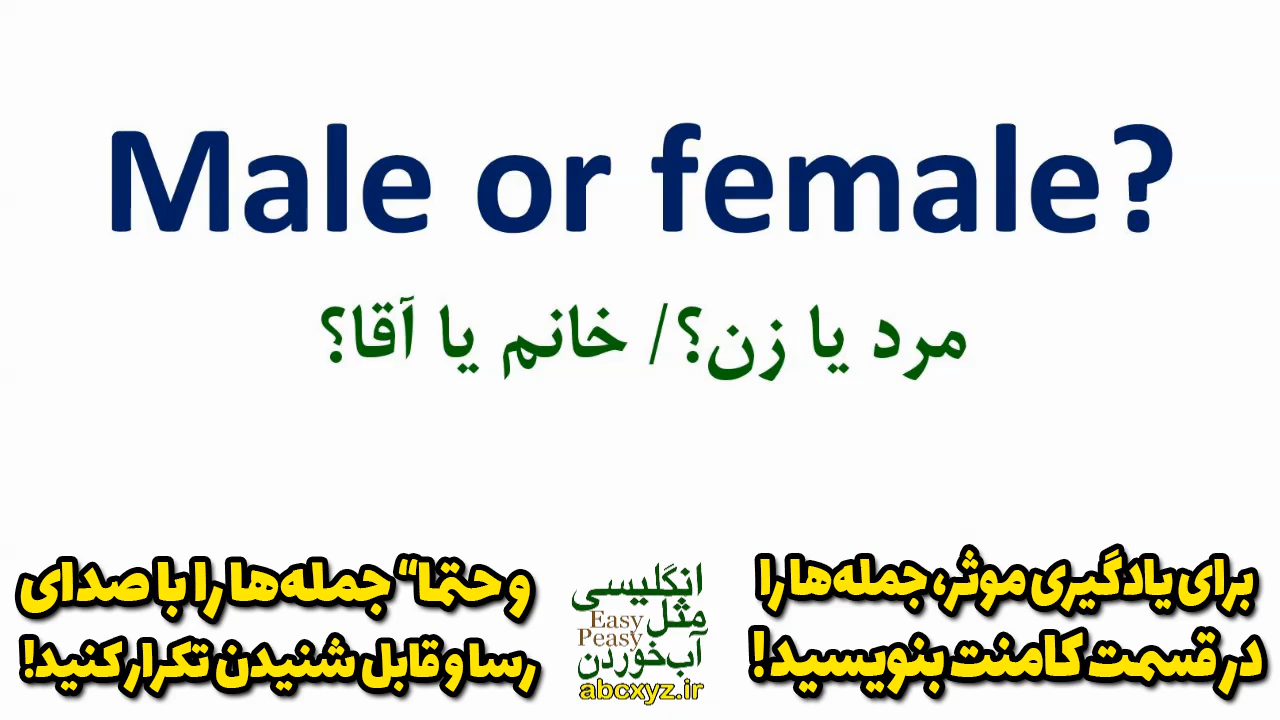 Male or female?
مرد یا زن؟/ خانم یا آقا؟
برای یادگیری موثر، جمله‌ها را
در قسمت کامنت بنویسید!
انگلیسی
مثل
Easy
Peasy
آب خوردن
abcxyz.ir
و حتما“ جمله‌ها را با صدای
رسا و قابل شنیدن تکرار کنید!